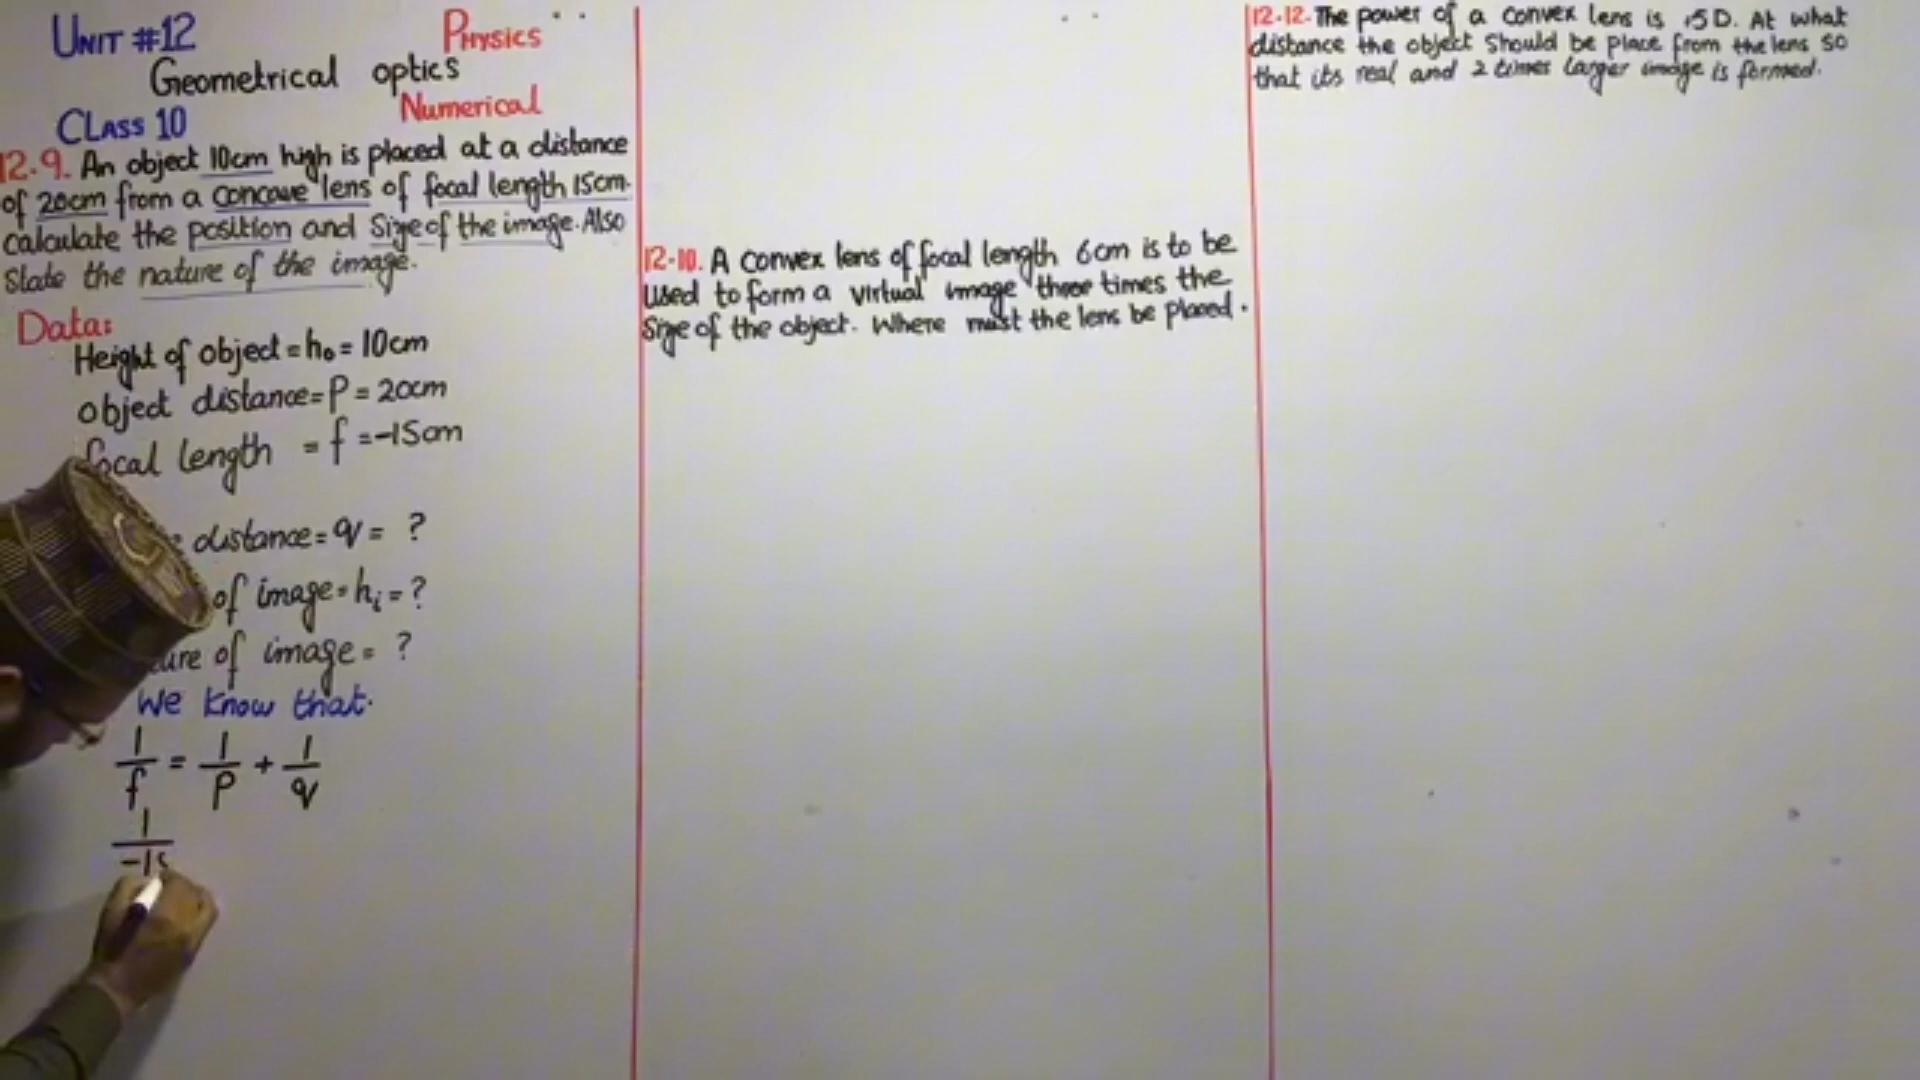 UNIT #12
Physics
Geometrical optics
Numerical
CLASS 10
12.9. An object 10cm high is placed at a distance
of 20cm from a concave lens of focal length 15cm.
calculate the position and Size of the image. Also
State the nature of the image.
Data:
Height of object = ho = 10cm
object distance = P = 20cm
focal length = f = -15cm
distance = q = ?
of image = hi = ?
of image = ?
We know that.
1/f = 1/P + 1/q
1/-15
12.10. A convex lens of focal length 6cm is to be
Used to form a virtual image three times the
Size of the object. Where must the lens be placed.
12.12. The power of a convex lens is 5D. At what
distance the object Should be place from the lens so
that its real and 2 times larger image is formed.